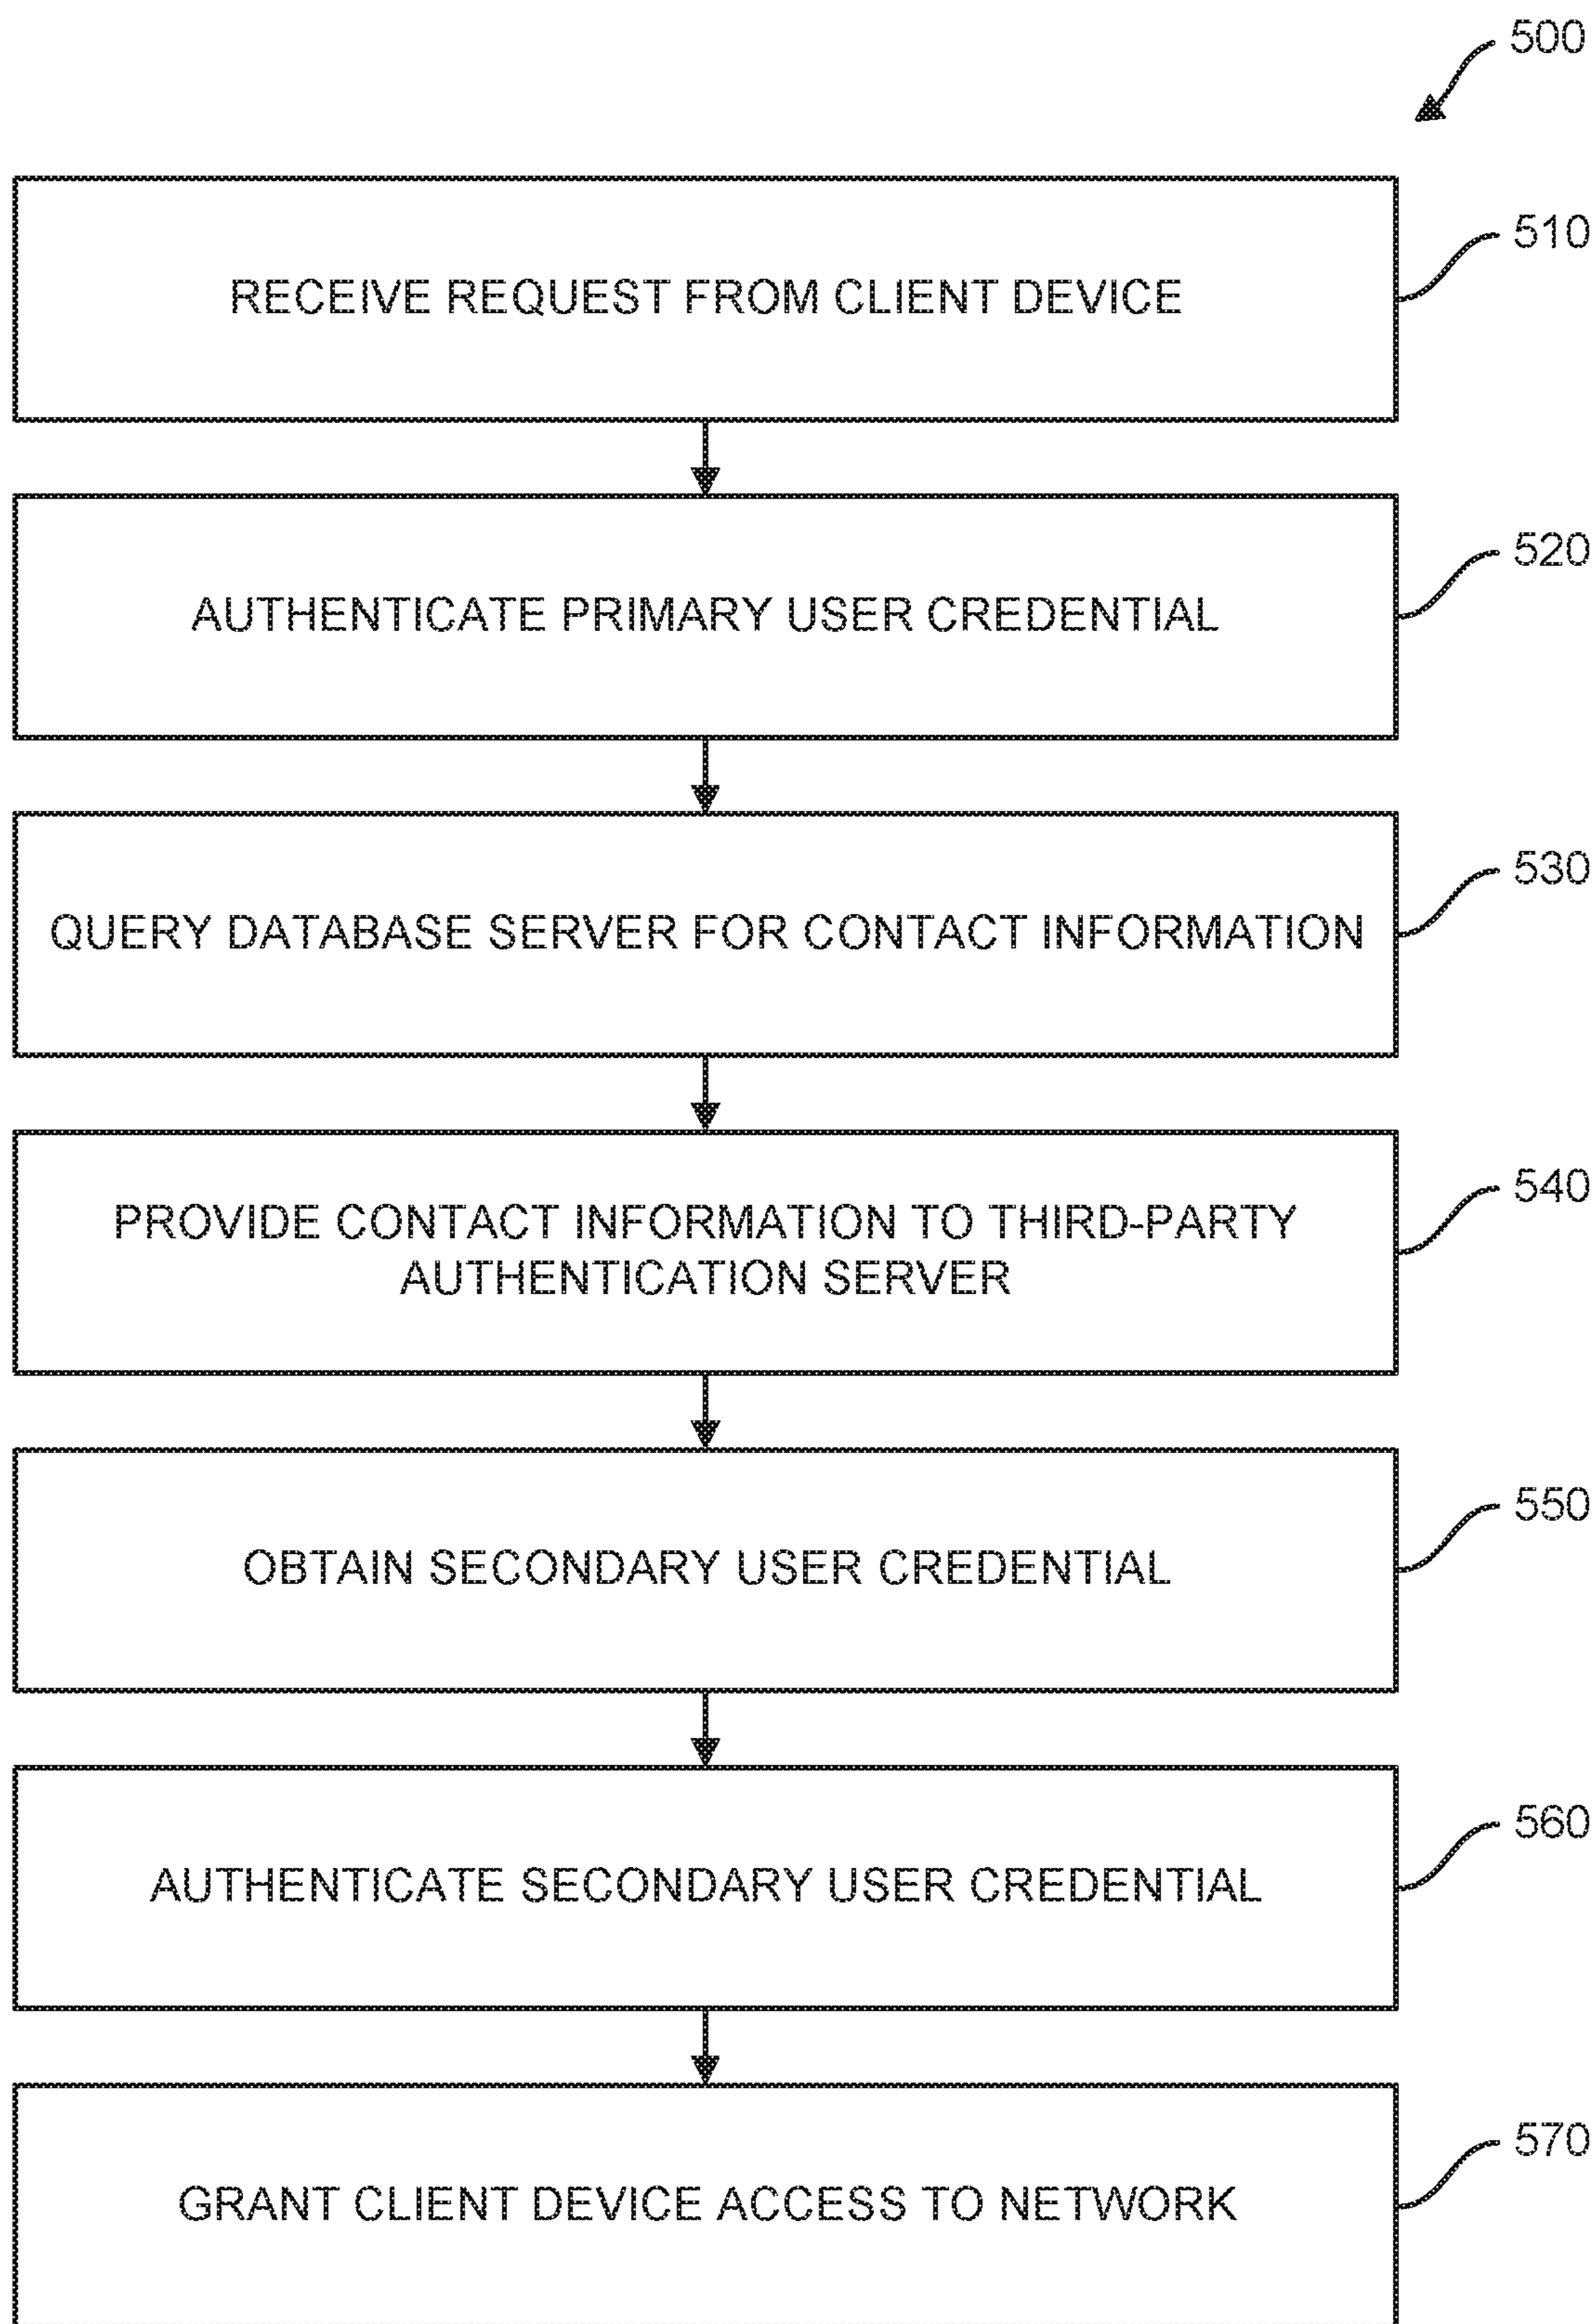 500
RECEIVE REQUEST FROM CLIENT DEVICE
510
AUTHENTICATE PRIMARY USER CREDENTIAL
520
QUERY DATABASE SERVER FOR CONTACT INFORMATION
530
PROVIDE CONTACT INFORMATION TO THIRD-PARTY
AUTHENTICATION SERVER
540
OBTAIN SECONDARY USER CREDENTIAL
550
AUTHENTICATE SECONDARY USER CREDENTIAL
560
GRANT CLIENT DEVICE ACCESS TO NETWORK
570